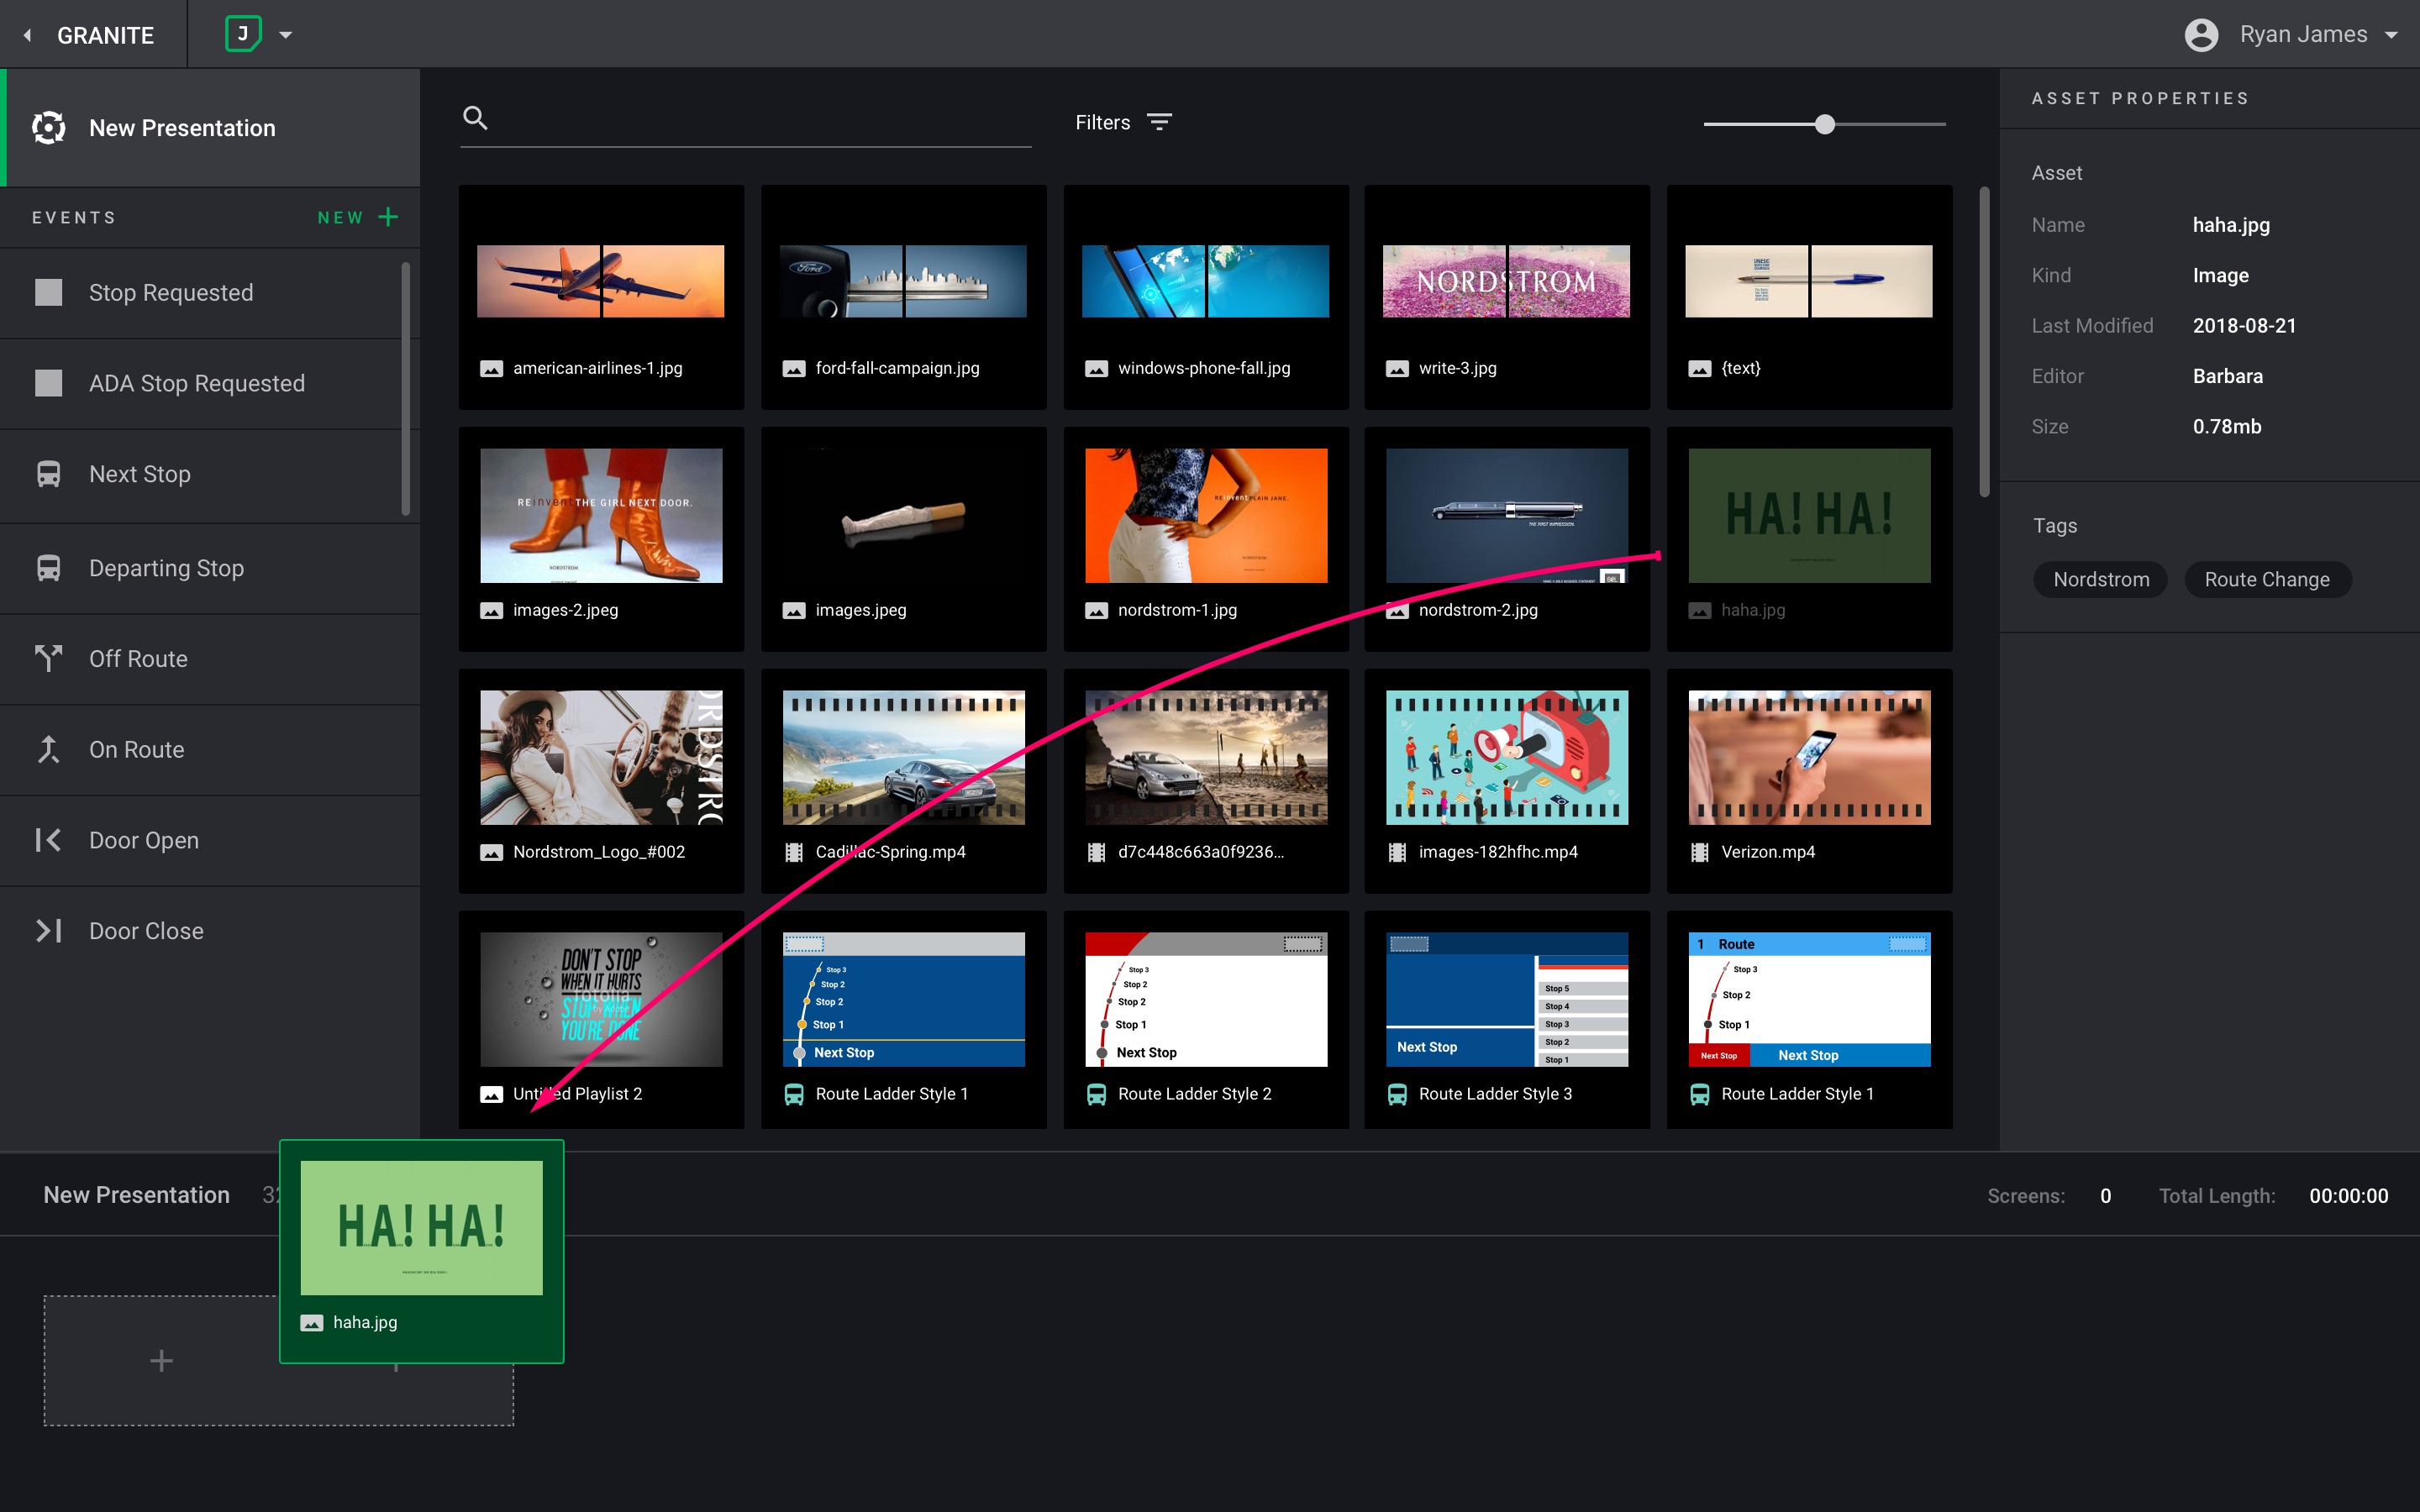 GRANITE
J
Ryan James
New Presentation
EVENTS
NEW +
Stop Requested
ADA Stop Requested
Next Stop
Departing Stop
Off Route
On Route
Door Open
Door Close
Filters
Ford
NORDSTROM
american-airlines-1.jpg
ford-fall-campaign.jpg
windows-phone-fall.jpg
write-3.jpg
{text}
REinvent THE GIRL NEXT DOOR.
NORDSTROM
REinvent PLAIN JANE.
NORDSTROM
THE FIRST IMPRESSION.
HA! HA!
images-2.jpeg
images.jpeg
nordstrom-1.jpg
nordstrom-2.jpg
haha.jpg
Nordstrom_Logo_#002
Cadillac-Spring.mp4
d7c448c663a0f9236...
images-182hfhc.mp4
Verizon.mp4
DON'T STOP
WHEN IT HURTS
STOP WHEN
YOU'RE DONE
Stop 3
Stop 2
Stop 2
Stop 1
Next Stop
Stop 3
Stop 2
Stop 2
Stop 1
Next Stop
Stop 5
Stop 4
Stop 3
Stop 2
Stop 1
Next Stop
1 Route
Stop 3
Stop 2
Stop 1
Next Stop
Next Stop
Untitled Playlist 2
Route Ladder Style 1
Route Ladder Style 2
Route Ladder Style 3
Route Ladder Style 1
ASSET PROPERTIES
Asset
Name haha.jpg
Kind Image
Last Modified 2018-08-21
Editor Barbara
Size 0.78mb
Tags
Nordstrom
Route Change
New Presentation
Screens: 0
Total Length: 00:00:00
HA! HA!
haha.jpg